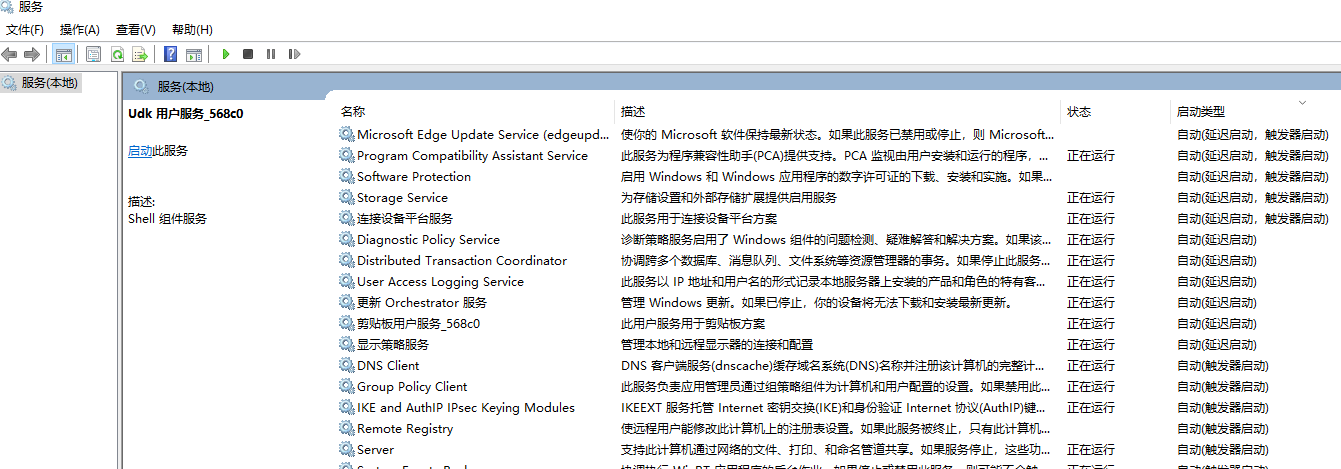 服务
文件(F) 操作(A) 查看(V) 帮助(H)
服务(本地)
服务(本地)
Udk 用户服务_568c0
启动此服务
描述:
Shell 组件服务
名称 描述 状态 启动类型
Microsoft Edge Update Service (edgeupd... 使你的 Microsoft 软件保持最新状态。如果此服务已禁用或停止，则 Microsoft... 自动(延迟启动，触发器启动)
Program Compatibility Assistant Service 此服务为程序兼容性助手(PCA)提供支持。PCA 监视由用户安装和运行的程序，... 正在运行 自动(延迟启动，触发器启动)
Software Protection 启用 Windows 和 Windows 应用程序的数字许可证的下载、安装和实施。如果... 自动(延迟启动，触发器启动)
Storage Service 为存储设置和外部存储扩展提供启用服务 正在运行 自动(延迟启动，触发器启动)
连接设备平台服务 此服务用于连接设备平台方案 正在运行 自动(延迟启动，触发器启动)
Diagnostic Policy Service 诊断策略服务启用了 Windows 组件的问题检测、疑难解答和解决方案。如果该... 正在运行 自动(延迟启动)
Distributed Transaction Coordinator 协调跨多个数据库、消息队列、文件系统等资源管理器的事务。如果停止此服务... 正在运行 自动(延迟启动)
User Access Logging Service 此服务以 IP 地址和用户名的形式记录本地服务器上安装的产品和角色的特有客... 正在运行 自动(延迟启动)
更新 Orchestrator 服务 管理 Windows 更新。如果已停止，你的设备将无法下载和安装最新更新。 正在运行 自动(延迟启动)
剪贴板用户服务_568c0 此用户服务用于剪贴板方案 正在运行 自动(延迟启动)
显示策略服务 管理本地和远程显示器的连接和配置 正在运行 自动(延迟启动)
DNS Client DNS 客户端服务(dnscache)缓存域名系统(DNS)名称并注册该计算机的完整计... 正在运行 自动(触发器启动)
Group Policy Client 此服务负责应用管理员通过组策略组件为计算机和用户配置的设置。如果禁用此... 正在运行 自动(触发器启动)
IKE and AuthIP IPsec Keying Modules IKEEXT 服务托管 Internet 密钥交换(IKE)和身份验证 Internet 协议(AuthIP)键... 正在运行 自动(触发器启动)
Remote Registry 使远程用户能修改此计算机上的注册表设置。如果此服务被终止，只有此计算机... 自动(触发器启动)
Server 支持此计算机通过网络的文件、打印、和命名管道共享。如果服务停止，这些功... 正在运行 自动(触发器启动)